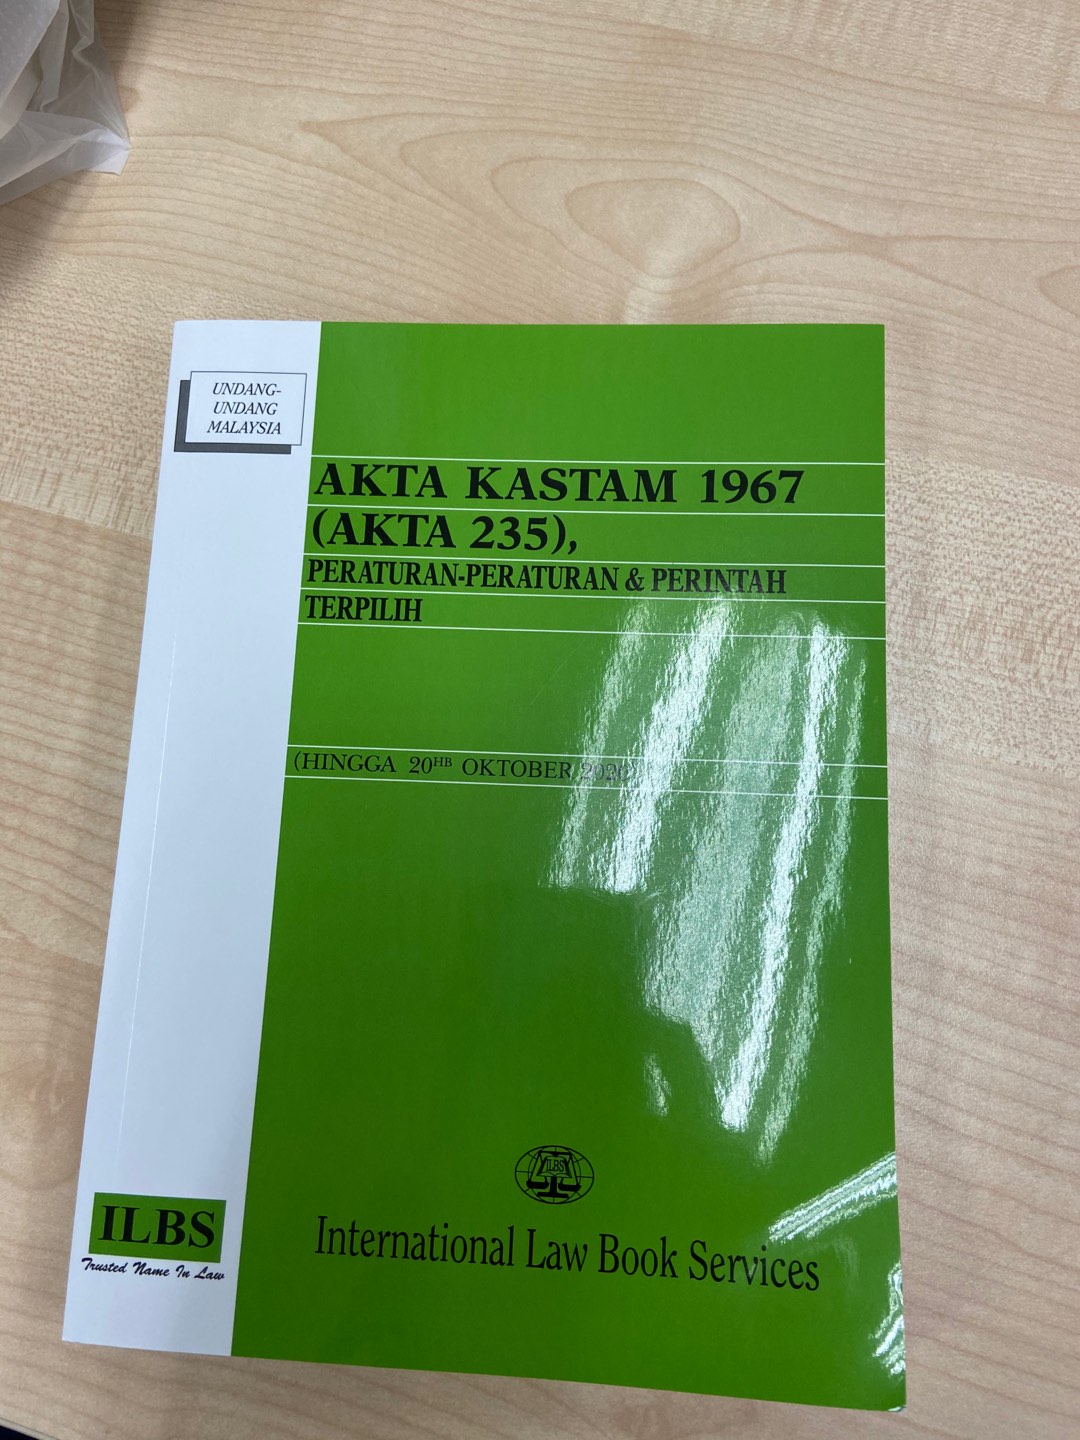 UNDANG-
UNDANG
MALAYSIA
AKTA KASTAM 1967
(AKTA 235),
PERATURAN-PERATURAN & PERINTAH
TERPILIH
(HINGGA 20HB OKTOBER 2020)
ILBS
International Law Book Services
ILBS
Trusted Name In Law